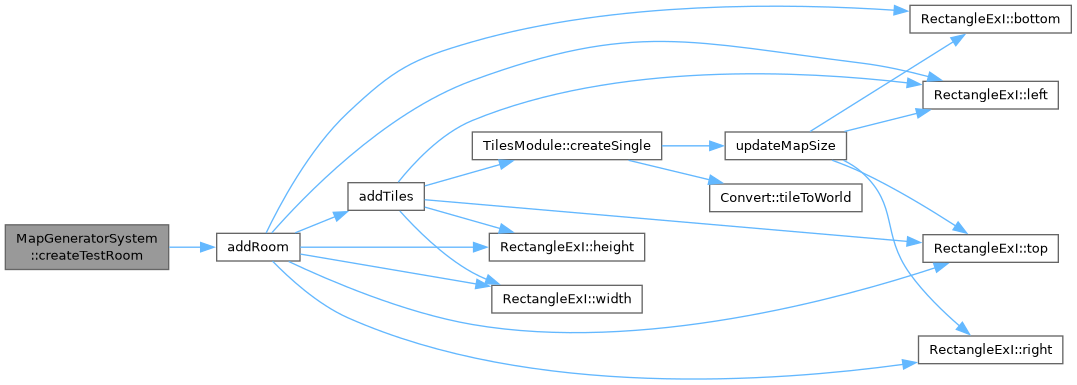 MapGeneratorSystem
::createTestRoom
addRoom
addTiles
TilesModule::createSingle
updateMapSize
Convert::tileToWorld
RectangleExI::height
RectangleExI::width
RectangleExI::bottom
RectangleExI::left
RectangleExI::top
RectangleExI::right